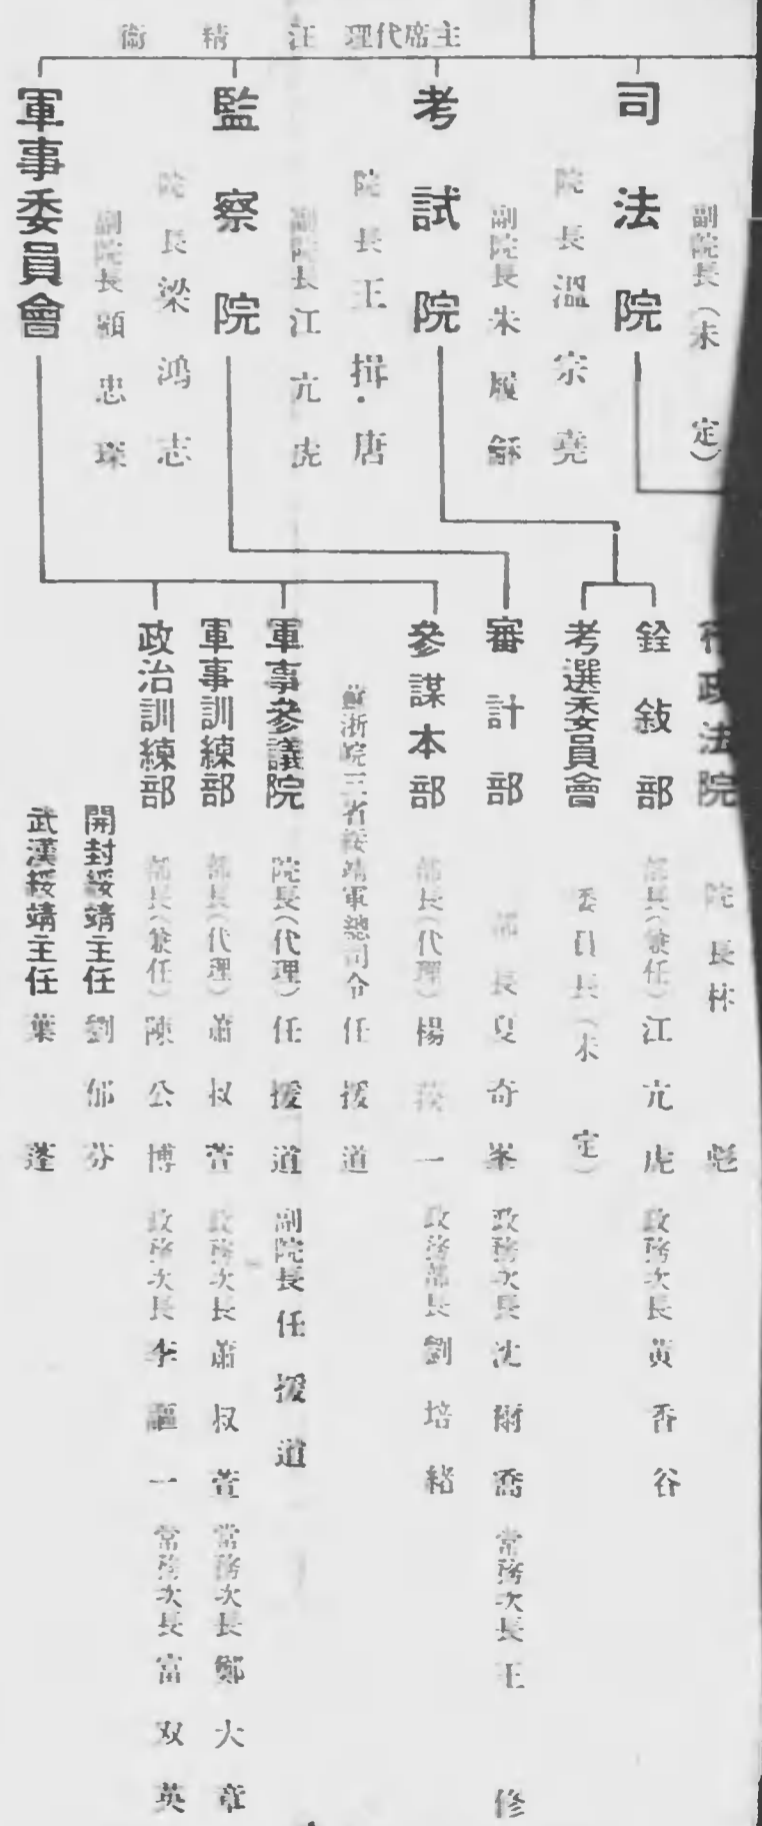 主席代理 汪精衞
副院長(未定)
司法院
院長 溫宗堯
副院長 朱履龢
考試院
院長 王揖・唐
副院長 江亢虎
監察院
院長 梁鴻志
副院長 顧忠琛
軍事委員會
行政法院 院長 林彪
銓敍部 部長(兼任)江亢虎 政務次長 黃香谷
考選委員會 委員長(未定)
審計部 部長 夏奇峯 政務次長 沈爾喬 常務次長 王修
參謀本部 部長(代理)楊揆一 政務部長 劉培緒
蘇浙皖三省綏靖軍總司令 任援道
軍事參議院 院長(代理)任援道 副院長 任援道
軍事訓練部 部長(代理)蕭叔萱 政務次長 蕭叔萱 常務次長 鄭大章
政治訓練部 部長(兼任)陳公博 政務次長 李謳一 常務次長 富双英
開封綏靖主任 劉郁芬
武漢綏靖主任 葉蓬